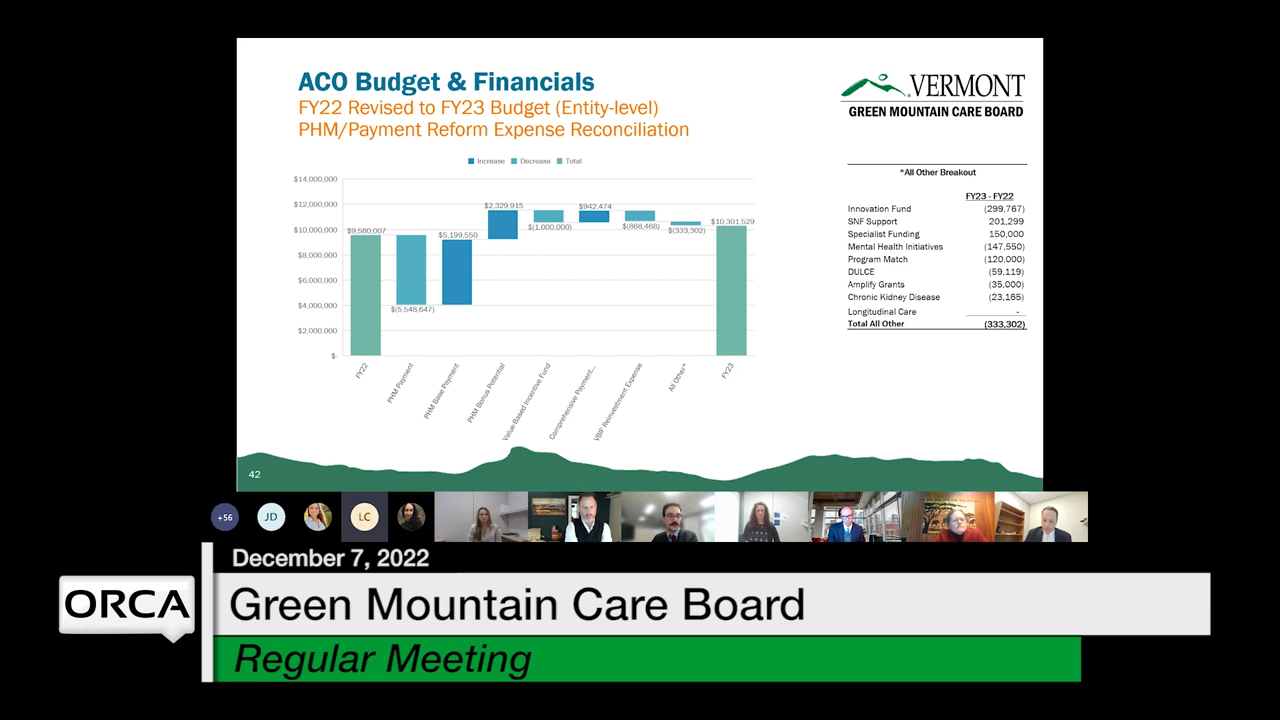 ACO Budget & Financials
FY22 Revised to FY23 Budget (Entity-level)
PHM/Payment Reform Expense Reconciliation
VERMONT
GREEN MOUNTAIN CARE BOARD
Increase Decrease Total
$14,000,000
$12,000,000
$10,000,000
$8,000,000
$6,000,000
$4,000,000
$2,000,000
$-
$9,580,007
$(5,548,647)
$5,199,550
$2,329,915
$(1,000,000)
$942,474
$(868,468)
$(333,302)
$10,301,529
FY22
PHM Payment
PHM Base Payment
PHM Bonus Potential
Value-Based Incentive Fund
Comprehensive Payment...
VBIF Reinvestment Expense
All Other*
FY23
*All Other Breakout
FY23 - FY22
Innovation Fund (299,767)
SNF Support 201,299
Specialist Funding 150,000
Mental Health Initiatives (147,550)
Program Match (120,000)
DULCE (59,119)
Amplify Grants (35,000)
Chronic Kidney Disease (23,165)
Longitudinal Care -
Total All Other (333,302)
42
+56
JD
LC
December 7, 2022
ORCA
Green Mountain Care Board
Regular Meeting